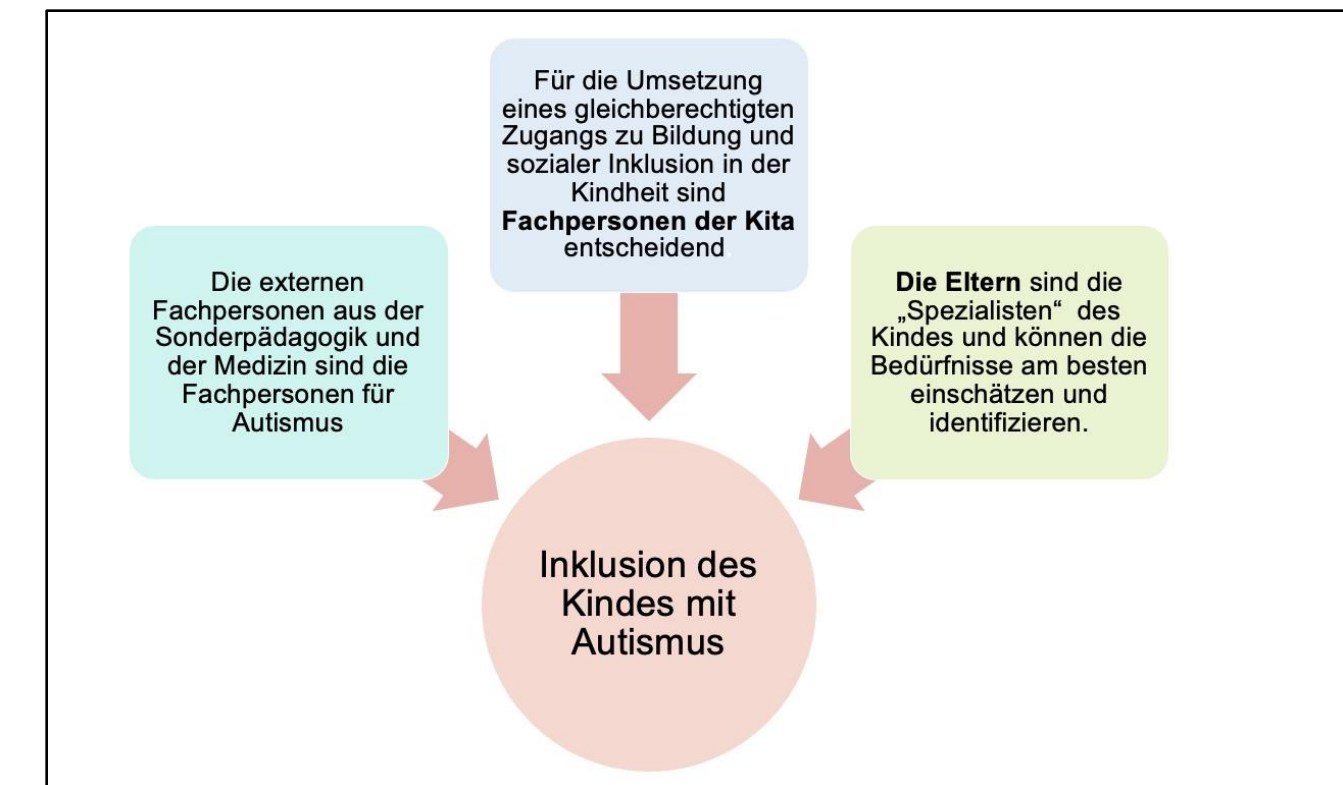 Für die Umsetzung
eines gleichberechtigten
Zugangs zu Bildung und
sozialer Inklusion in der
Kindheit sind
Fachpersonen der Kita
entscheidend.
Die externen
Fachpersonen aus der
Sonderpädagogik und
der Medizin sind die
Fachpersonen für
Autismus
Die Eltern sind die
„Spezialisten“ des
Kindes und können die
Bedürfnisse am besten
einschätzen und
identifizieren.
Inklusion des
Kindes mit
Autismus